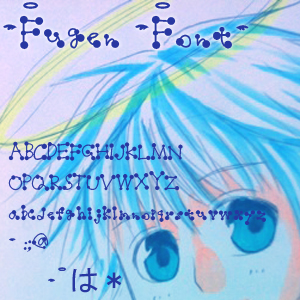 ~Fugen Font~
ABCDEFGHIJKLMN
OPQRSTUVWXYZ
abcdefghijklmnopqrstuvwxyz
- .;@
-゜は *